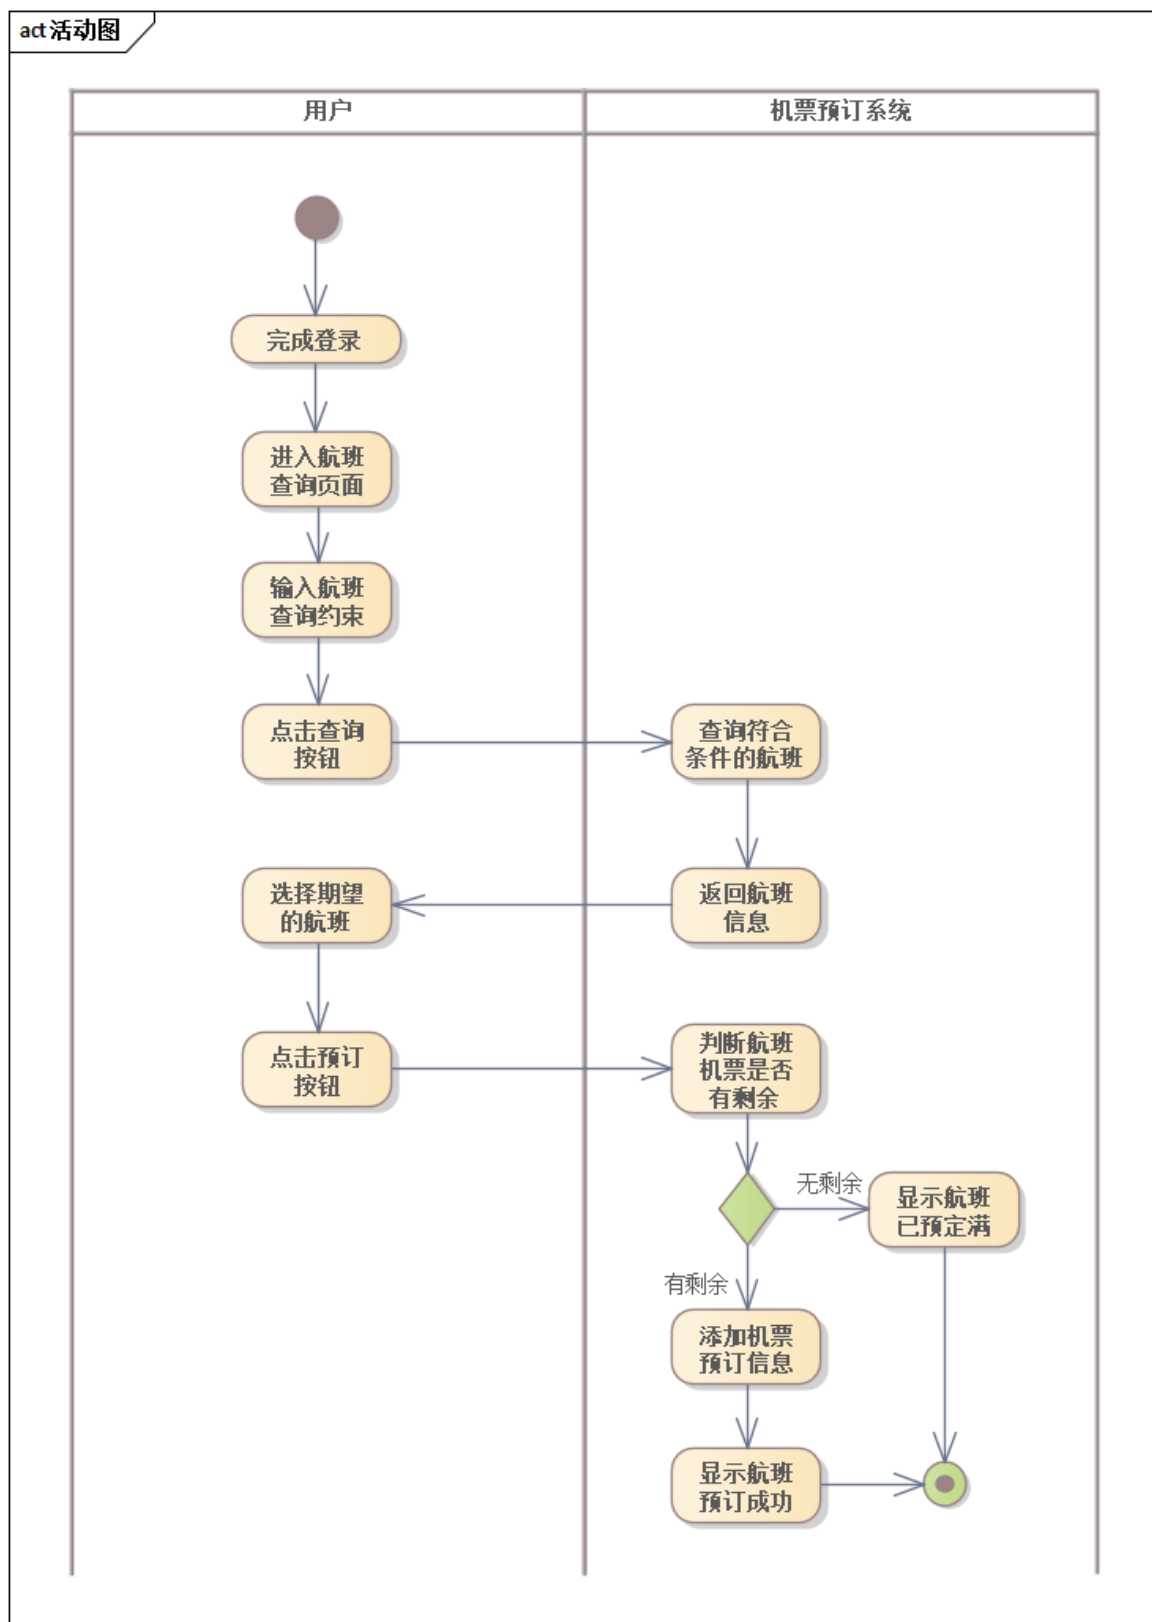 act 活动图
用户
机票预订系统
完成登录
进入航班
查询页面
输入航班
查询约束
点击查询
按钮
查询符合
条件的航班
返回航班
信息
选择期望
的航班
点击预订
按钮
判断航班
机票是否
有剩余
无剩余
显示航班
已预定满
有剩余
添加机票
预订信息
显示航班
预订成功